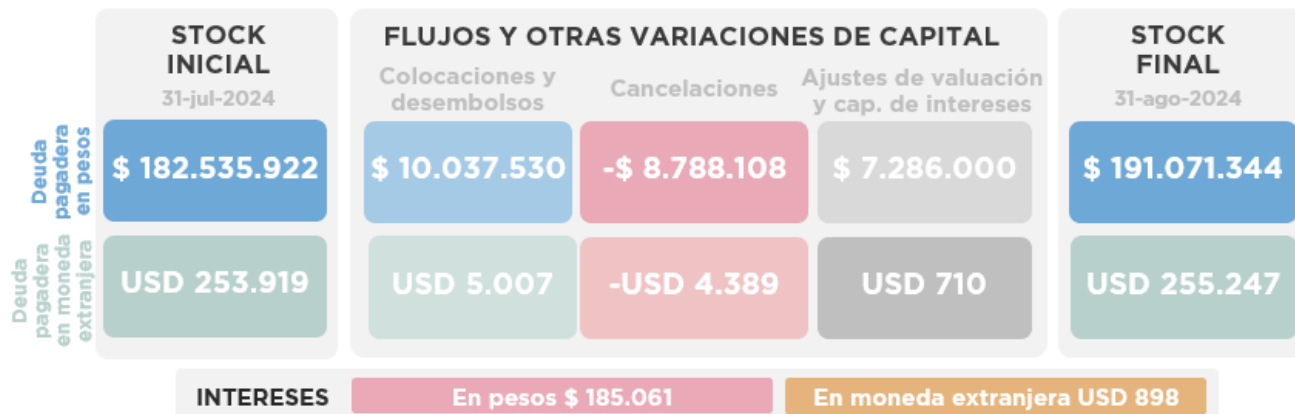 STOCK
INICIAL
31-jul-2024
FLUJOS Y OTRAS VARIACIONES DE CAPITAL
Colocaciones y
desembolsos
Cancelaciones
Ajustes de valuación
y cap. de intereses
STOCK
FINAL
31-ago-2024
Deuda
pagadera
en pesos
$ 182.535.922
$ 10.037.530
-$ 8.788.108
$ 7.286.000
$ 191.071.344
Deuda
pagadera
en moneda
extranjera
USD 253.919
USD 5.007
-USD 4.389
USD 710
USD 255.247
INTERESES
En pesos $ 185.061
En moneda extranjera USD 898